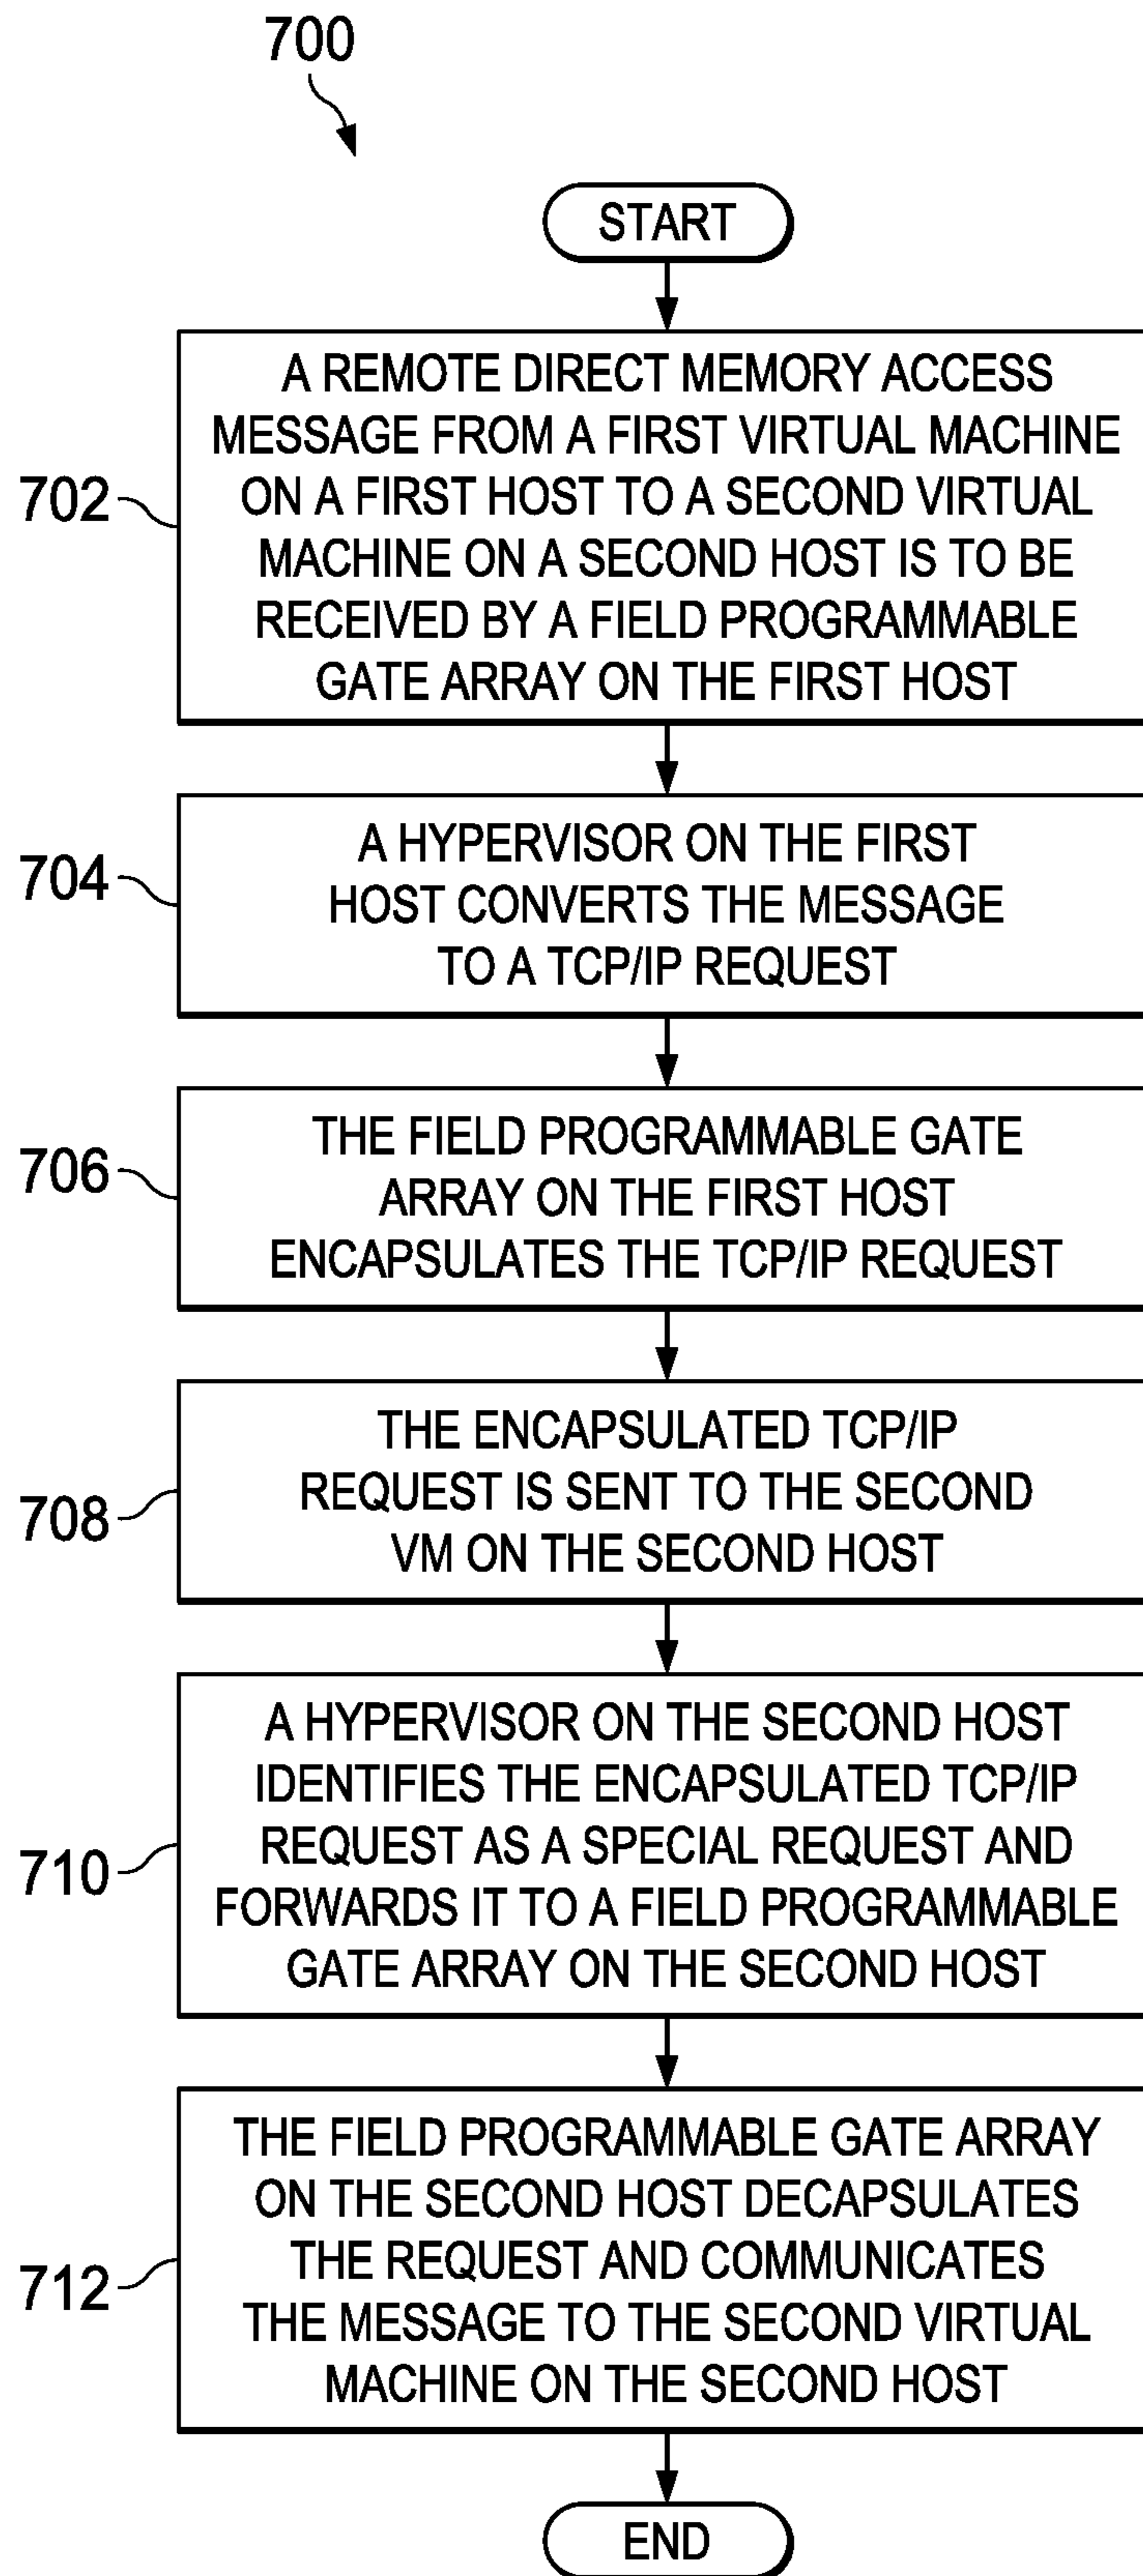 700
START
702
A REMOTE DIRECT MEMORY ACCESS
MESSAGE FROM A FIRST VIRTUAL MACHINE
ON A FIRST HOST TO A SECOND VIRTUAL
MACHINE ON A SECOND HOST IS TO BE
RECEIVED BY A FIELD PROGRAMMABLE
GATE ARRAY ON THE FIRST HOST
704
A HYPERVISOR ON THE FIRST
HOST CONVERTS THE MESSAGE
TO A TCP/IP REQUEST
706
THE FIELD PROGRAMMABLE GATE
ARRAY ON THE FIRST HOST
ENCAPSULATES THE TCP/IP REQUEST
708
THE ENCAPSULATED TCP/IP
REQUEST IS SENT TO THE SECOND
VM ON THE SECOND HOST
710
A HYPERVISOR ON THE SECOND HOST
IDENTIFIES THE ENCAPSULATED TCP/IP
REQUEST AS A SPECIAL REQUEST AND
FORWARDS IT TO A FIELD PROGRAMMABLE
GATE ARRAY ON THE SECOND HOST
712
THE FIELD PROGRAMMABLE GATE ARRAY
ON THE SECOND HOST DECAPSULATES
THE REQUEST AND COMMUNICATES
THE MESSAGE TO THE SECOND VIRTUAL
MACHINE ON THE SECOND HOST
END